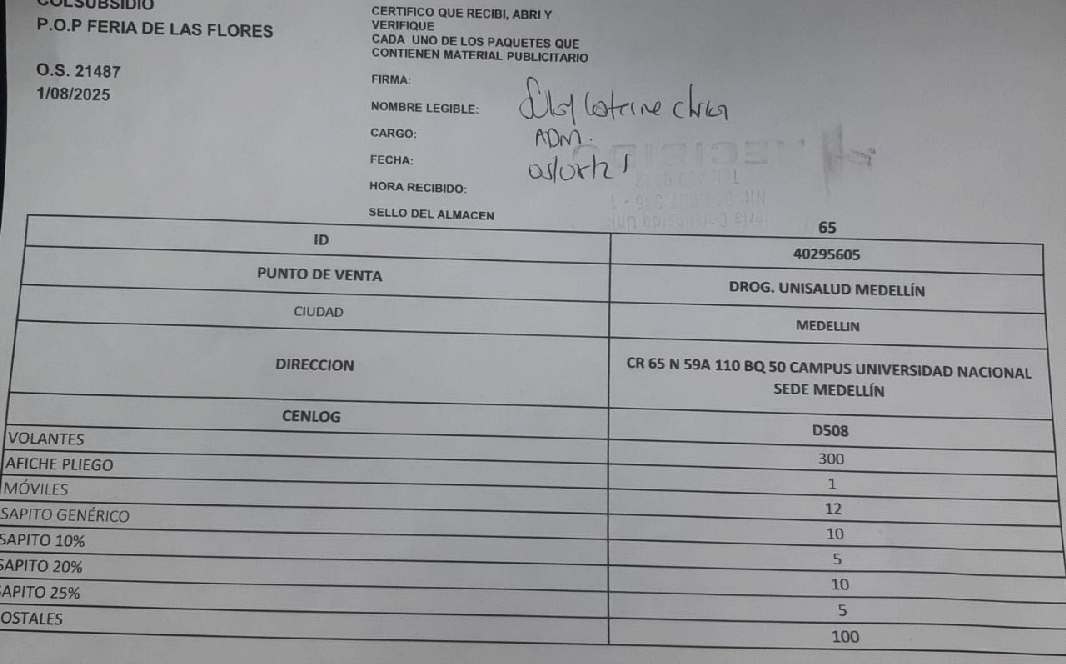 COLSUBSIDIO
P.O.P FERIA DE LAS FLORES
O.S. 21487
1/08/2025
CERTIFICO QUE RECIBI, ABRI Y
VERIFIQUE
CADA UNO DE LOS PAQUETES QUE
CONTIENEN MATERIAL PUBLICITARIO
FIRMA:
NOMBRE LEGIBLE:
CARGO: ADM.
FECHA:
HORA RECIBIDO:
SELLO DEL ALMACEN
65
ID 40295605
PUNTO DE VENTA DROG. UNISALUD MEDELLÍN
CIUDAD MEDELLIN
DIRECCION CR 65 N 59A 110 BQ 50 CAMPUS UNIVERSIDAD NACIONAL
SEDE MEDELLÍN
CENLOG D508
VOLANTES 300
AFICHE PLIEGO 1
MÓVILES 12
SAPITO GENÉRICO 10
SAPITO 10% 5
SAPITO 20% 10
SAPITO 25% 5
OSTALES 100